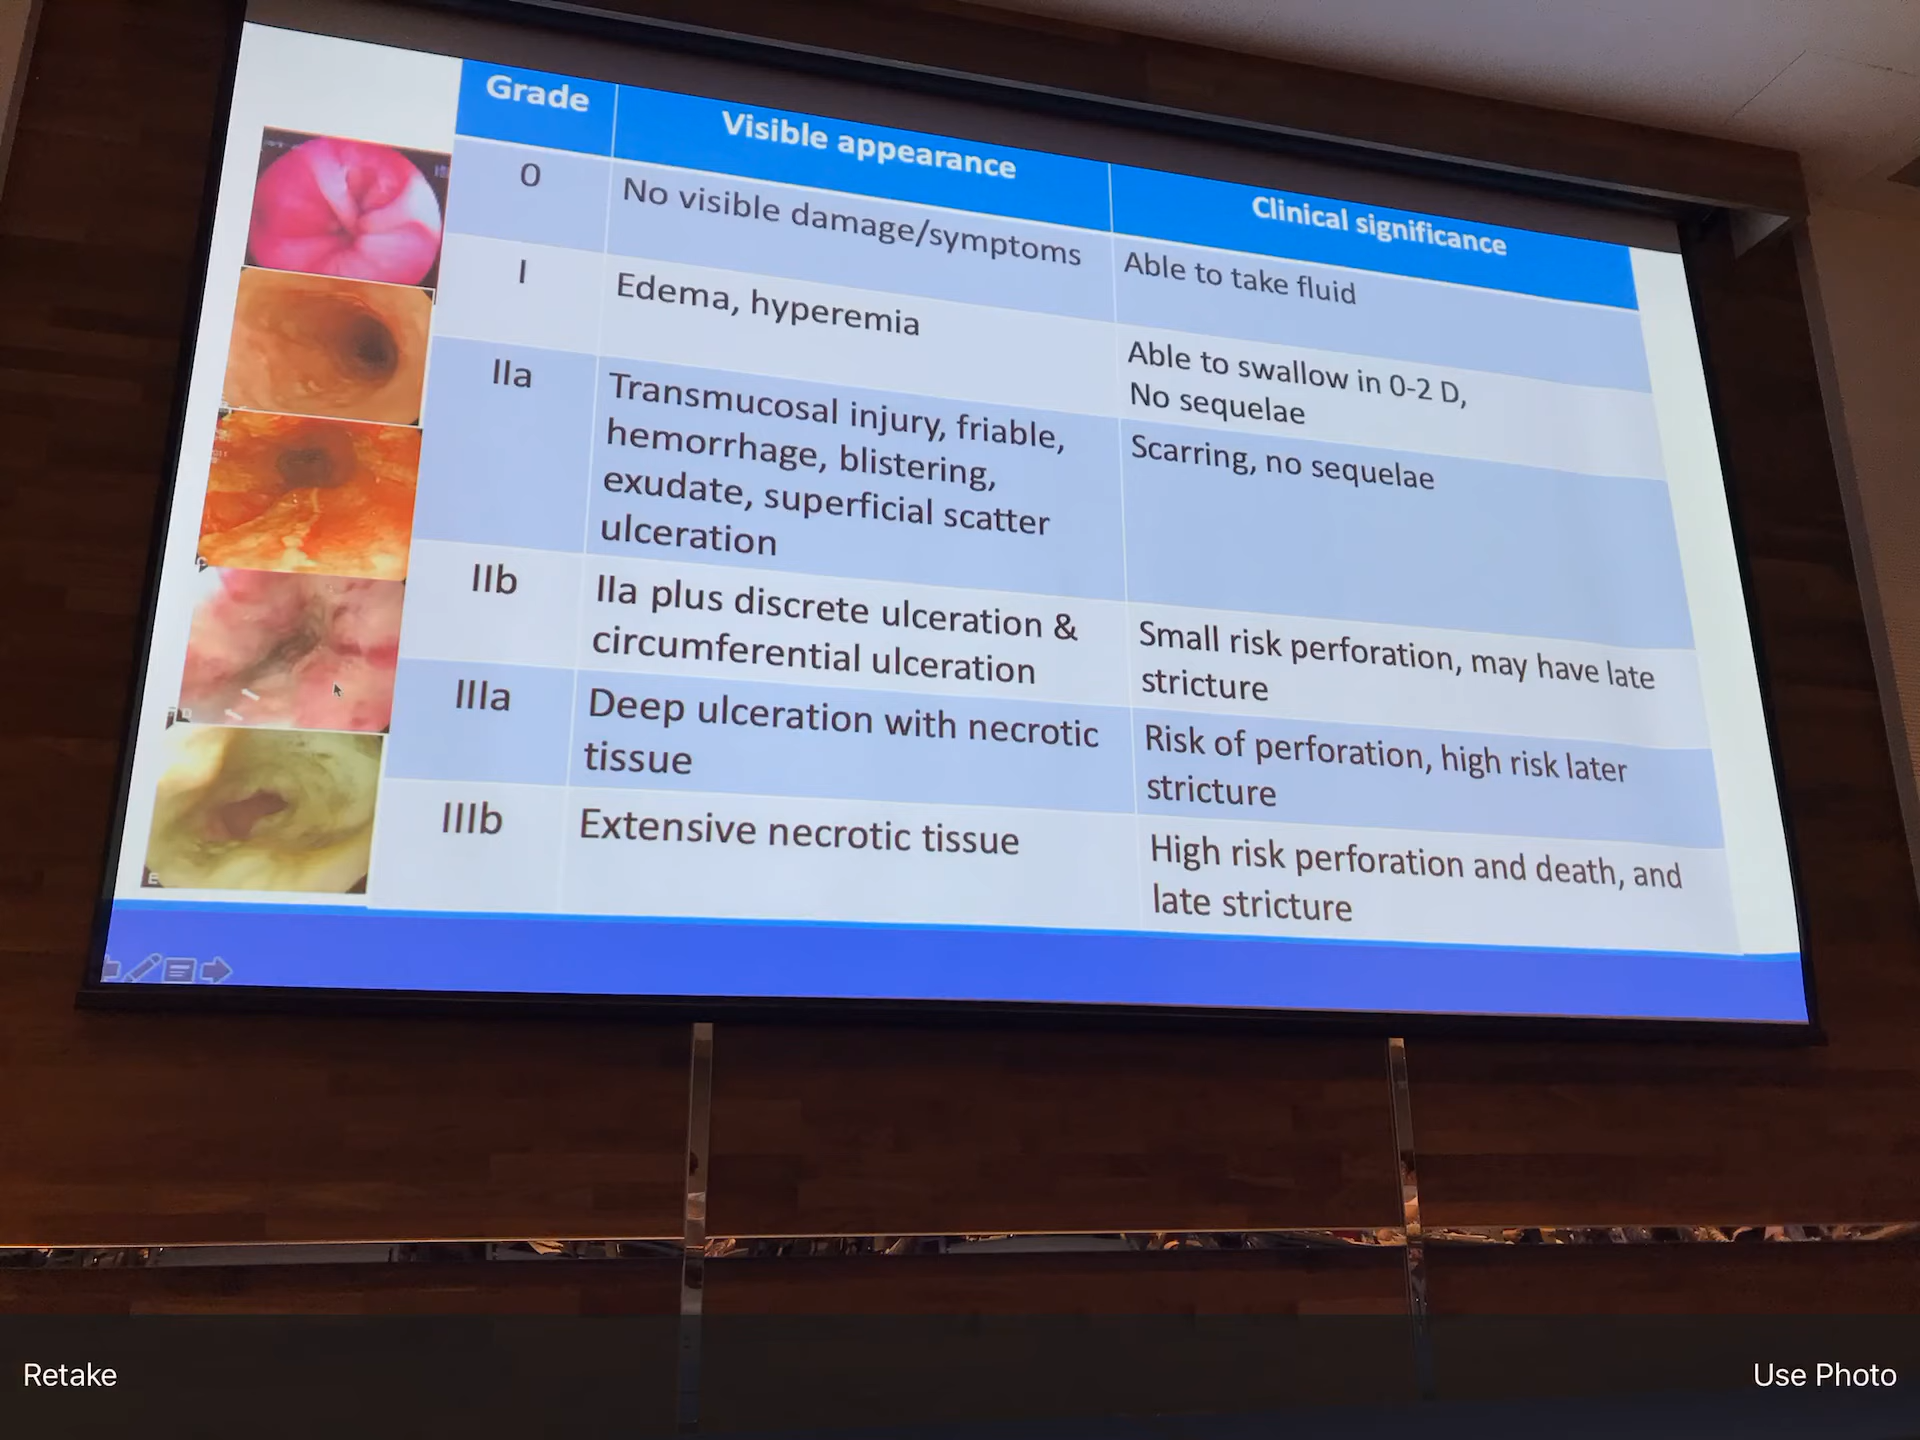 Grade
Visible appearance
Clinical significance
0
No visible damage/symptoms
Able to take fluid
I
Edema, hyperemia
Able to swallow in 0-2 D,
No sequelae
IIa
Transmucosal injury, friable,
hemorrhage, blistering,
exudate, superficial scatter
ulceration
Scarring, no sequelae
IIb
IIa plus discrete ulceration &
circumferential ulceration
Small risk perforation, may have late
stricture
IIIa
Deep ulceration with necrotic
tissue
Risk of perforation, high risk later
stricture
IIIb
Extensive necrotic tissue
High risk perforation and death, and
late stricture
E
Retake
Use Photo